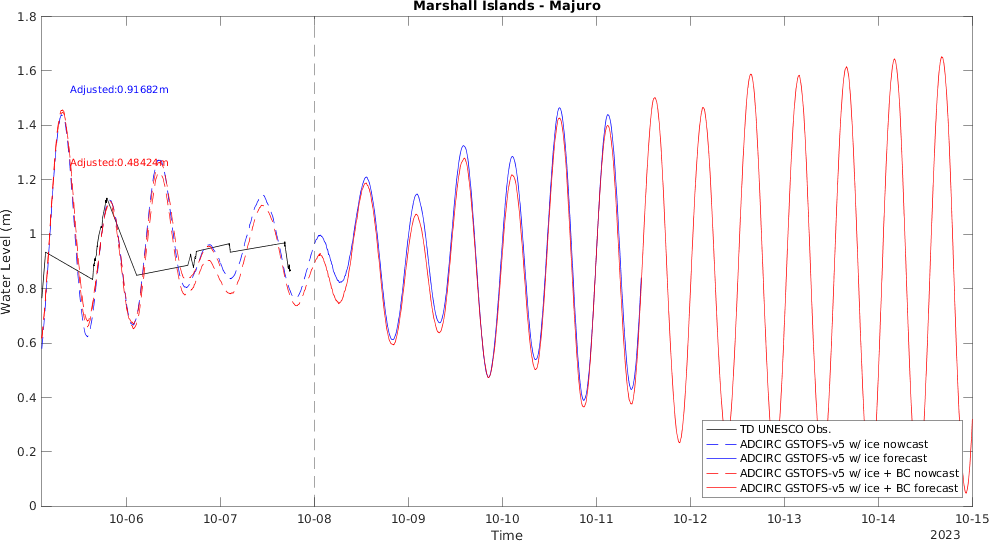 Marshall Islands - Majuro
1.8
1.6
1.4
1.2
1
0.8
0.6
0.4
0.2
0
Water Level (m)
Adjusted:0.91682m
Adjusted:0.48424m
TD UNESCO Obs.
ADCIRC GSTOFS-v5 w/ ice nowcast
ADCIRC GSTOFS-v5 w/ ice forecast
ADCIRC GSTOFS-v5 w/ ice + BC nowcast
ADCIRC GSTOFS-v5 w/ ice + BC forecast
10-06 10-07 10-08 10-09 10-10 10-11 10-12 10-13 10-14 10-15
Time
2023